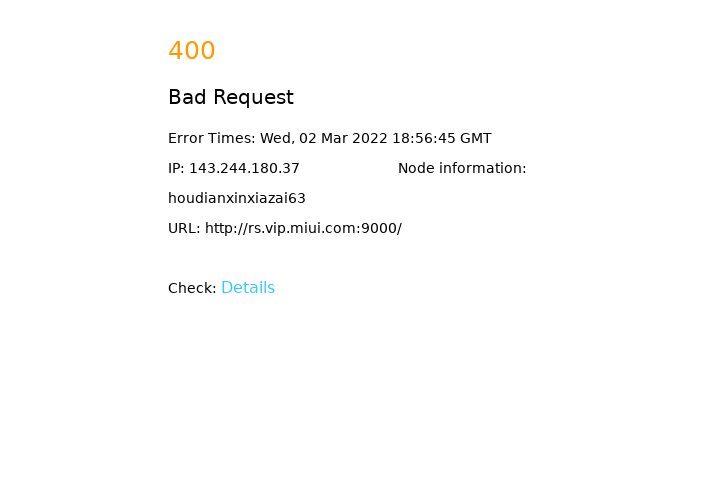 400
Bad Request
Error Times: Wed, 02 Mar 2022 18:56:45 GMT
IP: 143.244.180.37 Node information:
houdianxinxiazai63
URL: http://rs.vip.miui.com:9000/
Check: Details